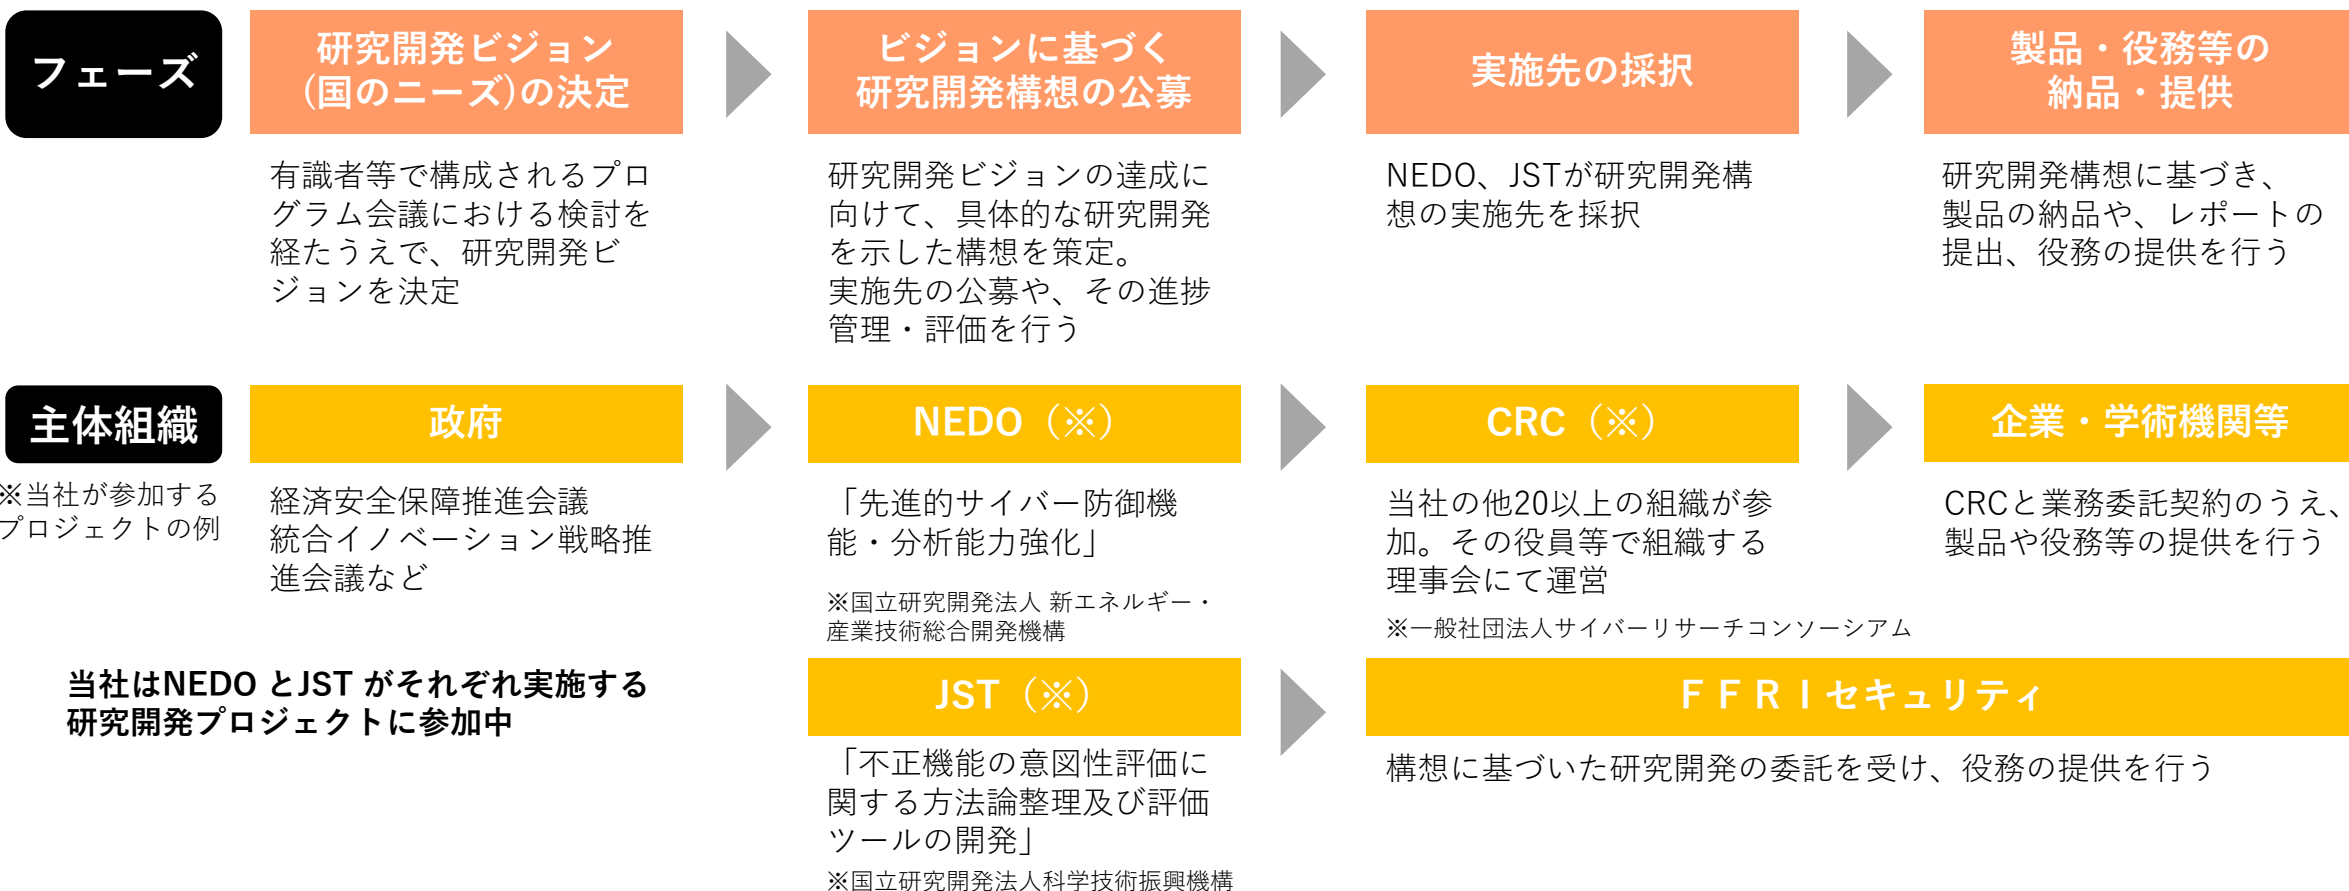 フェーズ
研究開発ビジョン
(国のニーズ)の決定
ビジョンに基づく
研究開発構想の公募
実施先の採択
製品・役務等の
納品・提供
有識者等で構成されるプロ
グラム会議における検討を
経たうえで、研究開発ビ
ジョンを決定
研究開発ビジョンの達成に
向けて、具体的な研究開発
を示した構想を策定。
実施先の公募や、その進捗
管理・評価を行う
NEDO、JSTが研究開発構
想の実施先を採択
研究開発構想に基づき、
製品の納品や、レポートの
提出、役務の提供を行う
主体組織
※当社が参加する
プロジェクトの例
政府
NEDO（※）
CRC（※）
企業・学術機関等
経済安全保障推進会議
統合イノベーション戦略推
進会議など
「先進的サイバー防御機
能・分析能力強化」
※国立研究開発法人 新エネルギー・
産業技術総合開発機構
当社の他20以上の組織が参
加。その役員等で組織する
理事会にて運営
※一般社団法人サイバーリサーチコンソーシアム
CRCと業務委託契約のうえ、
製品や役務等の提供を行う
当社はNEDO とJST がそれぞれ実施する
研究開発プロジェクトに参加中
JST（※）
ＦＦＲＩセキュリティ
「不正機能の意図性評価に
関する方法論整理及び評価
ツールの開発」
※国立研究開発法人科学技術振興機構
構想に基づいた研究開発の委託を受け、役務の提供を行う